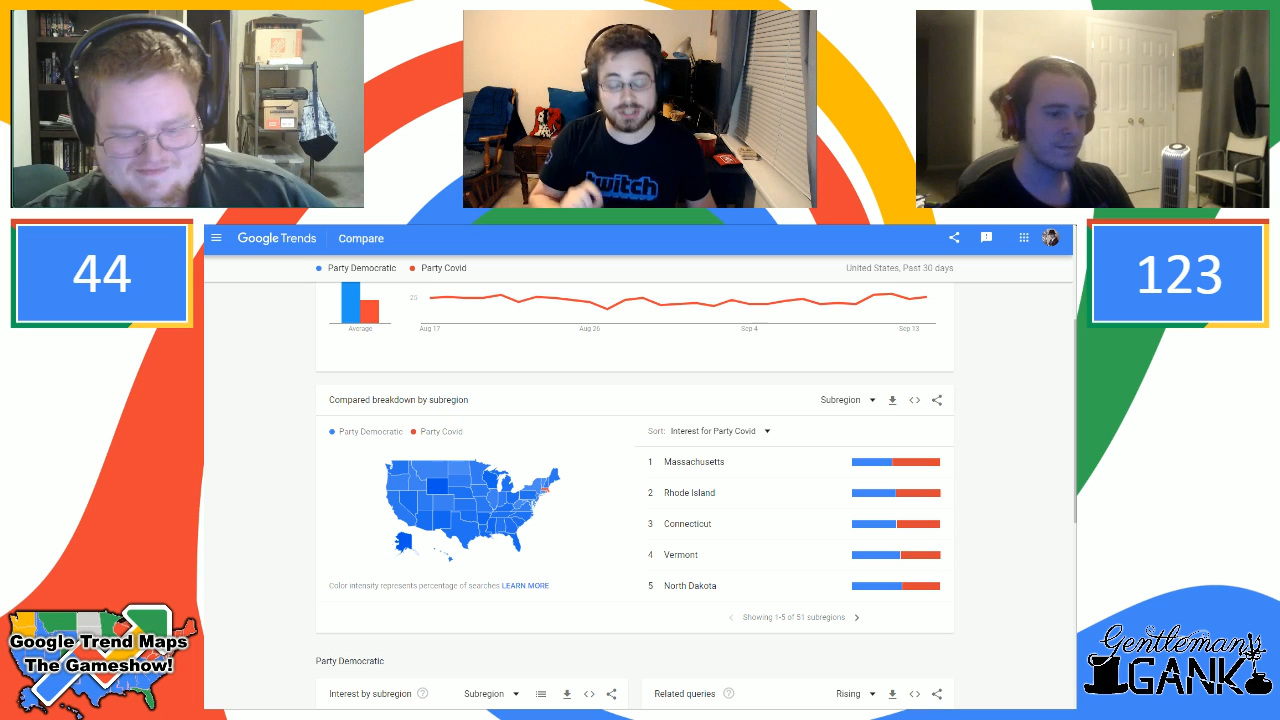 twitch
44
Google Trends Compare
123
Party Democratic Party Covid United States, Past 30 days
25
Average Aug 17 Aug 26 Sep 4 Sep 13
Compared breakdown by subregion Subregion
Party Democratic Party Covid
Sort: Interest for Party Covid
1 Massachusetts
2 Rhode Island
3 Connecticut
4 Vermont
5 North Dakota
Color intensity represents percentage of searches LEARN MORE
Showing 1-5 of 51 subregions
Party Democratic
Interest by subregion Subregion
Related queries Rising
Google Trend Maps
The Gameshow!
Gentleman's
GANK